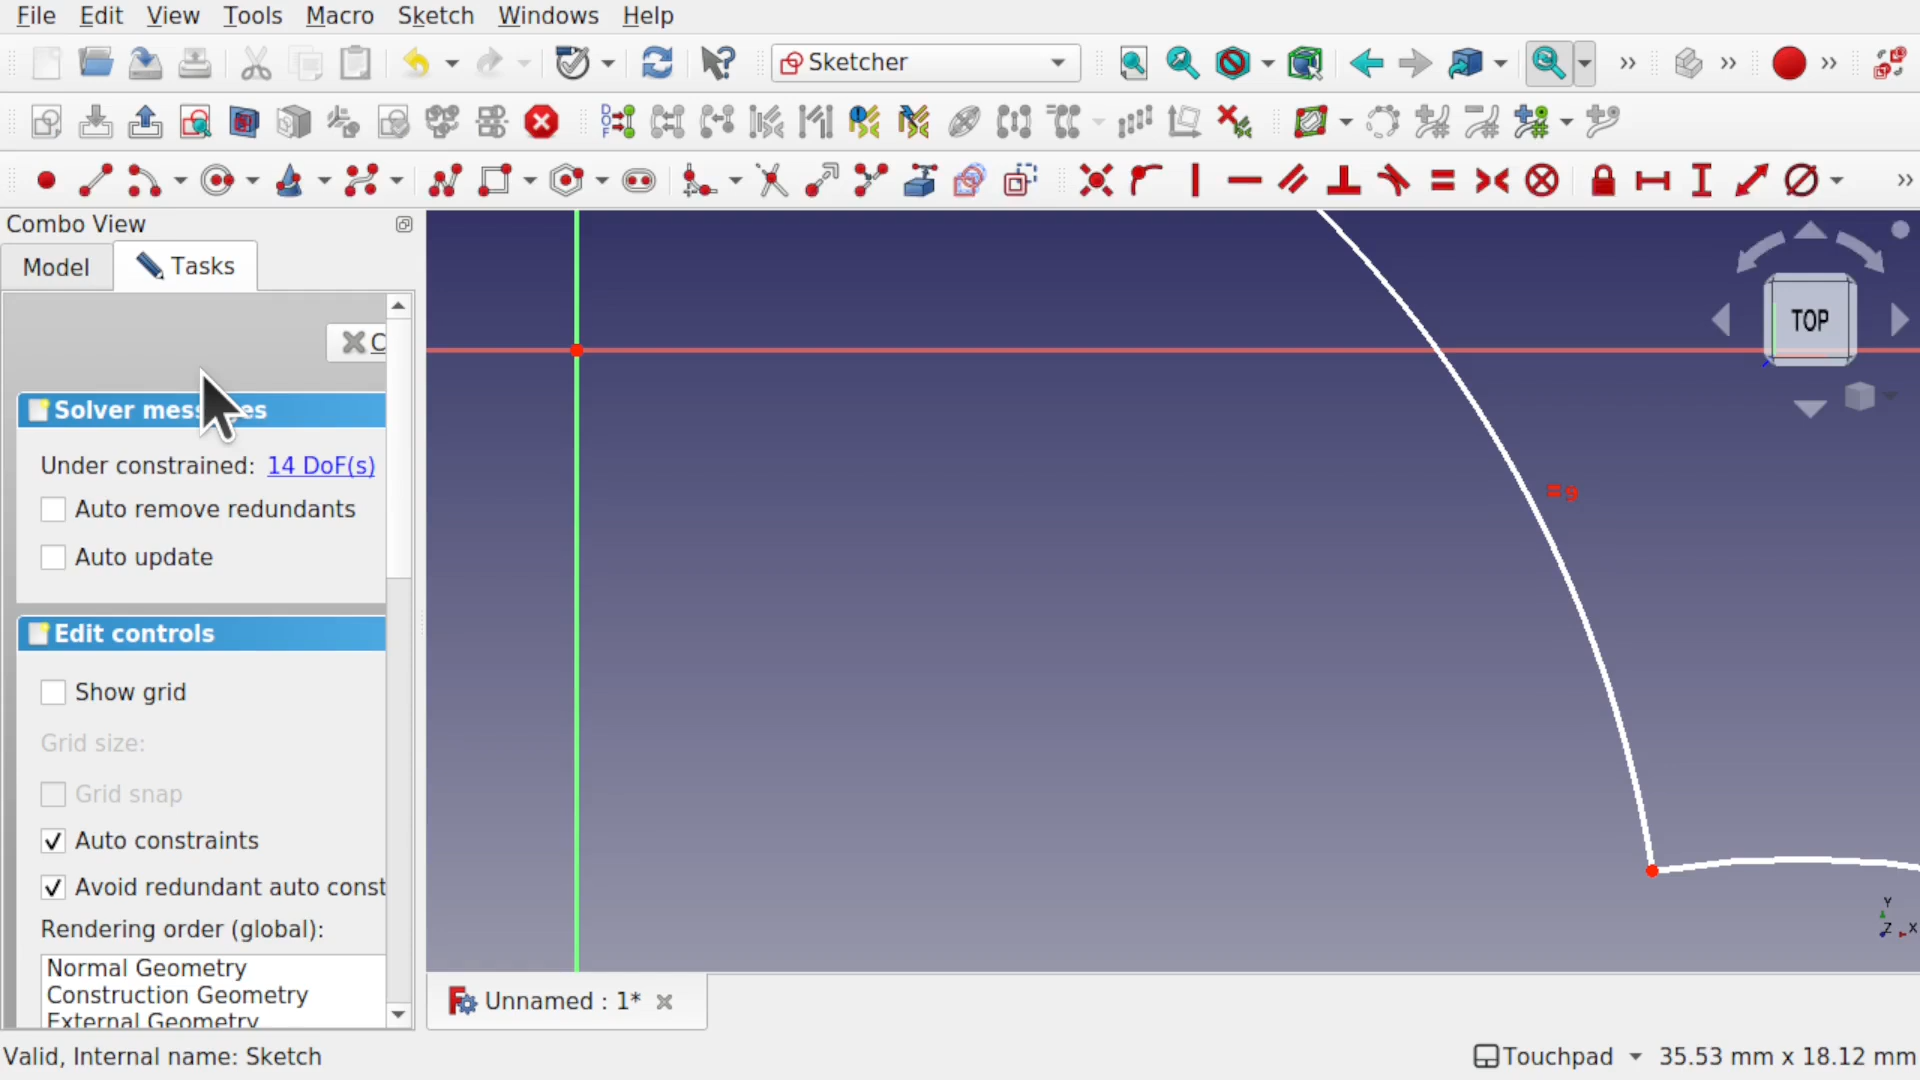 File Edit View Tools Macro Sketch Windows Help
Sketcher
Combo View
Model Tasks
C
Solver mes es
Under constrained: 14 DoF(s)
Auto remove redundants
Auto update
Edit controls
Show grid
Grid size:
Grid snap
Auto constraints
Avoid redundant auto const
Rendering order (global):
Normal Geometry
Construction Geometry
External Geometry
TOP
9
Y
Z X
Unnamed : 1*
Valid, Internal name: Sketch
Touchpad 35.53 mm x 18.12 mm